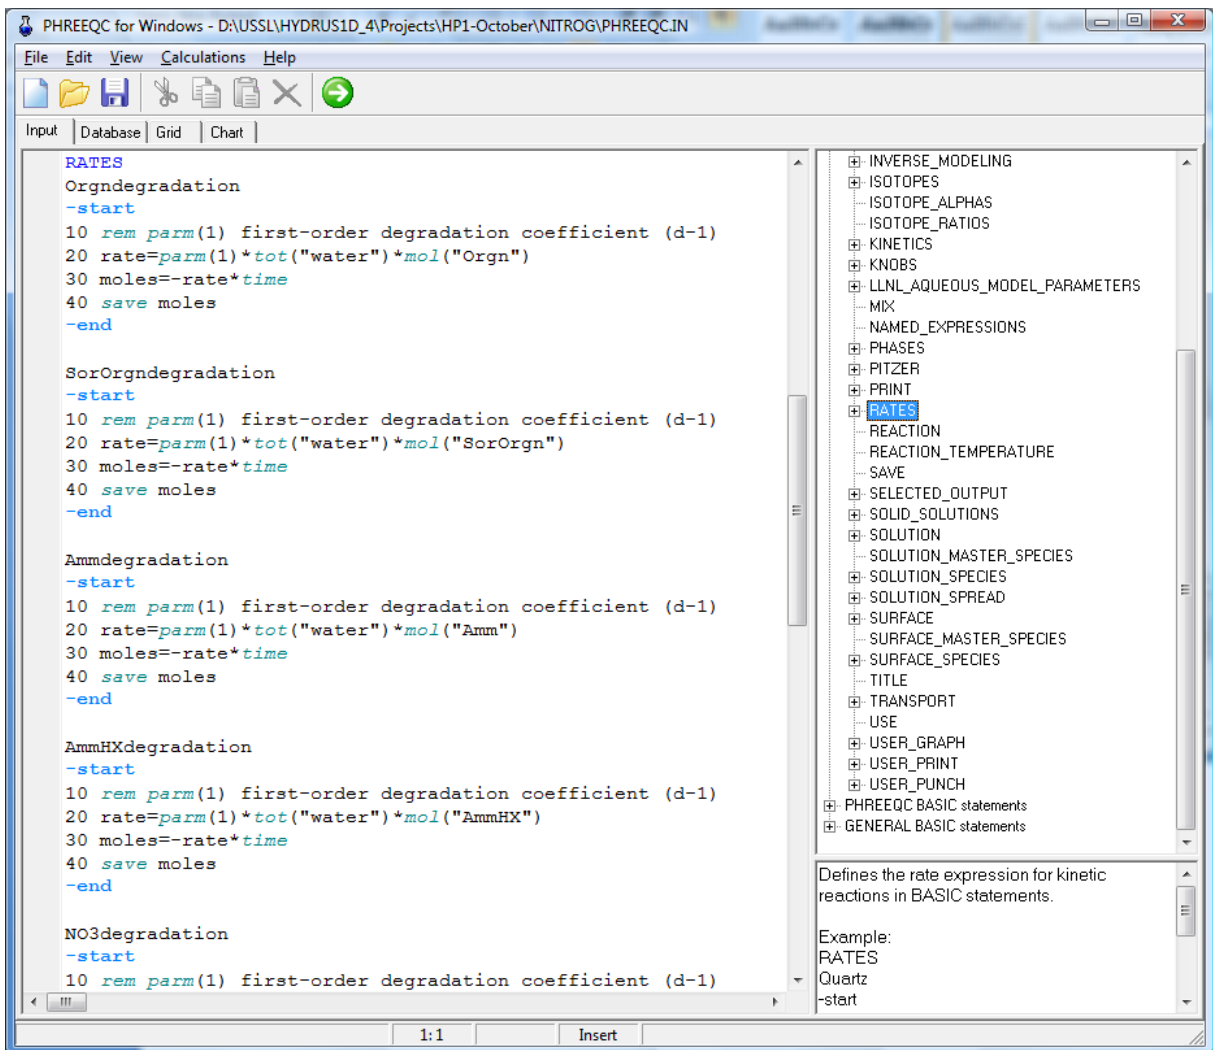 PHREEQC for Windows - D:\USSL\HYDRUS1D_4\Projects\HP1-October\NITROG\PHREEQC.IN
File Edit View Calculations Help
Input Database Grid Chart
RATES
Orgndegradation
-start
10 rem parm(1) first-order degradation coefficient (d-1)
20 rate=parm(1)*tot("water")*mol("Orgn")
30 moles=-rate*time
40 save moles
-end
SorOrgndegradation
-start
10 rem parm(1) first-order degradation coefficient (d-1)
20 rate=parm(1)*tot("water")*mol("SorOrgn")
30 moles=-rate*time
40 save moles
-end
Ammdegradation
-start
10 rem parm(1) first-order degradation coefficient (d-1)
20 rate=parm(1)*tot("water")*mol("Amm")
30 moles=-rate*time
40 save moles
-end
AmmHXdegradation
-start
10 rem parm(1) first-order degradation coefficient (d-1)
20 rate=parm(1)*tot("water")*mol("AmmHX")
30 moles=-rate*time
40 save moles
-end
NO3degradation
-start
10 rem parm(1) first-order degradation coefficient (d-1)
INVERSE_MODELING
ISOTOPES
ISOTOPE_ALPHAS
ISOTOPE_RATIOS
KINETICS
KNOBS
LLNL_AQUEOUS_MODEL_PARAMETERS
MIX
NAMED_EXPRESSIONS
PHASES
PITZER
PRINT
RATES
REACTION
REACTION_TEMPERATURE
SAVE
SELECTED_OUTPUT
SOLID_SOLUTIONS
SOLUTION
SOLUTION_MASTER_SPECIES
SOLUTION_SPECIES
SOLUTION_SPREAD
SURFACE
SURFACE_MASTER_SPECIES
SURFACE_SPECIES
TITLE
TRANSPORT
USE
USER_GRAPH
USER_PRINT
USER_PUNCH
PHREEQC BASIC statements
GENERAL BASIC statements
Defines the rate expression for kinetic
reactions in BASIC statements.
Example:
RATES
Quartz
-start
1:1 Insert